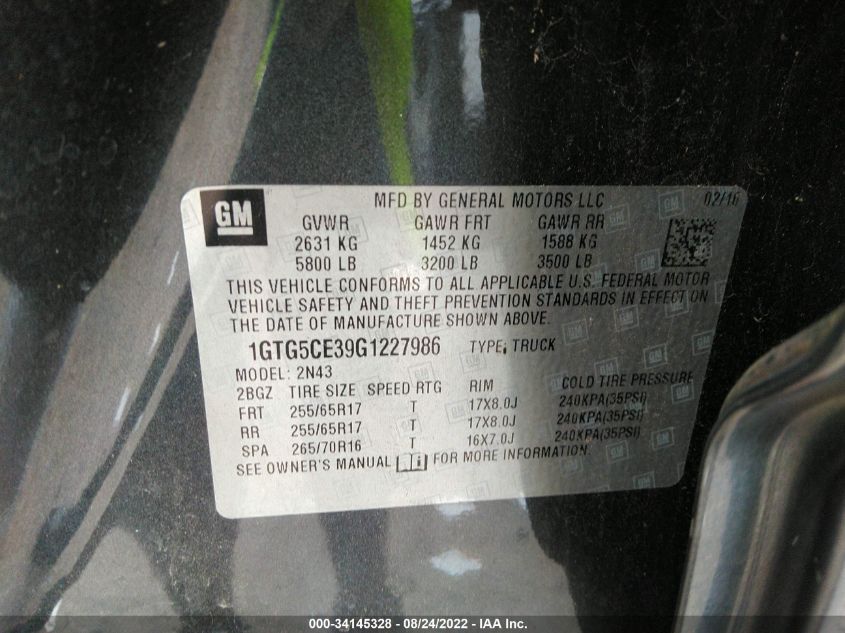 GM
MFD BY GENERAL MOTORS LLC 02/16
GVWR GAWR FRT GAWR RR
2631 KG 1452 KG 1588 KG
5800 LB 3200 LB 3500 LB
THIS VEHICLE CONFORMS TO ALL APPLICABLE U.S. FEDERAL MOTOR
VEHICLE SAFETY AND THEFT PREVENTION STANDARDS IN EFFECT ON
THE DATE OF MANUFACTURE SHOWN ABOVE.
1GTG5CE39G1227986 TYPE: TRUCK
MODEL: 2N43
2BGZ TIRE SIZE SPEED RTG RIM COLD TIRE PRESSURE
FRT 255/65R17 T 17X8.0J 240KPA(35PSI)
RR 255/65R17 T 17X8.0J 240KPA(35PSI)
SPA 265/70R16 T 16X7.0J 240KPA(35PSI)
SEE OWNER'S MANUAL FOR MORE INFORMATION.
000-34145328 - 08/24/2022 - IAA Inc.